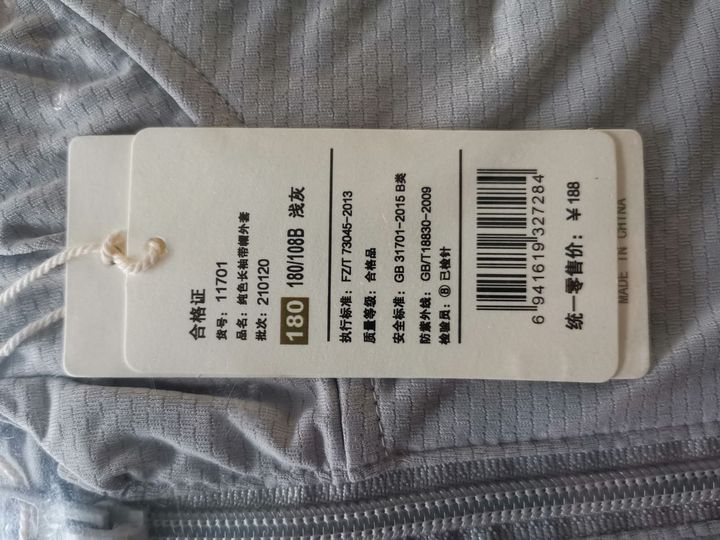 合格证
货号：11701
品名：纯色长袖带帽外套
批次：210120
180 180/108B 浅灰
执行标准：FZ/T 73045-2013
质量等级：合格品
安全标准：GB 31701-2015 B类
防紫外线：GB/T18830-2009
检验员：⑧ 已检针
6 941619 327284
统一零售价：￥188
MADE IN CHINA